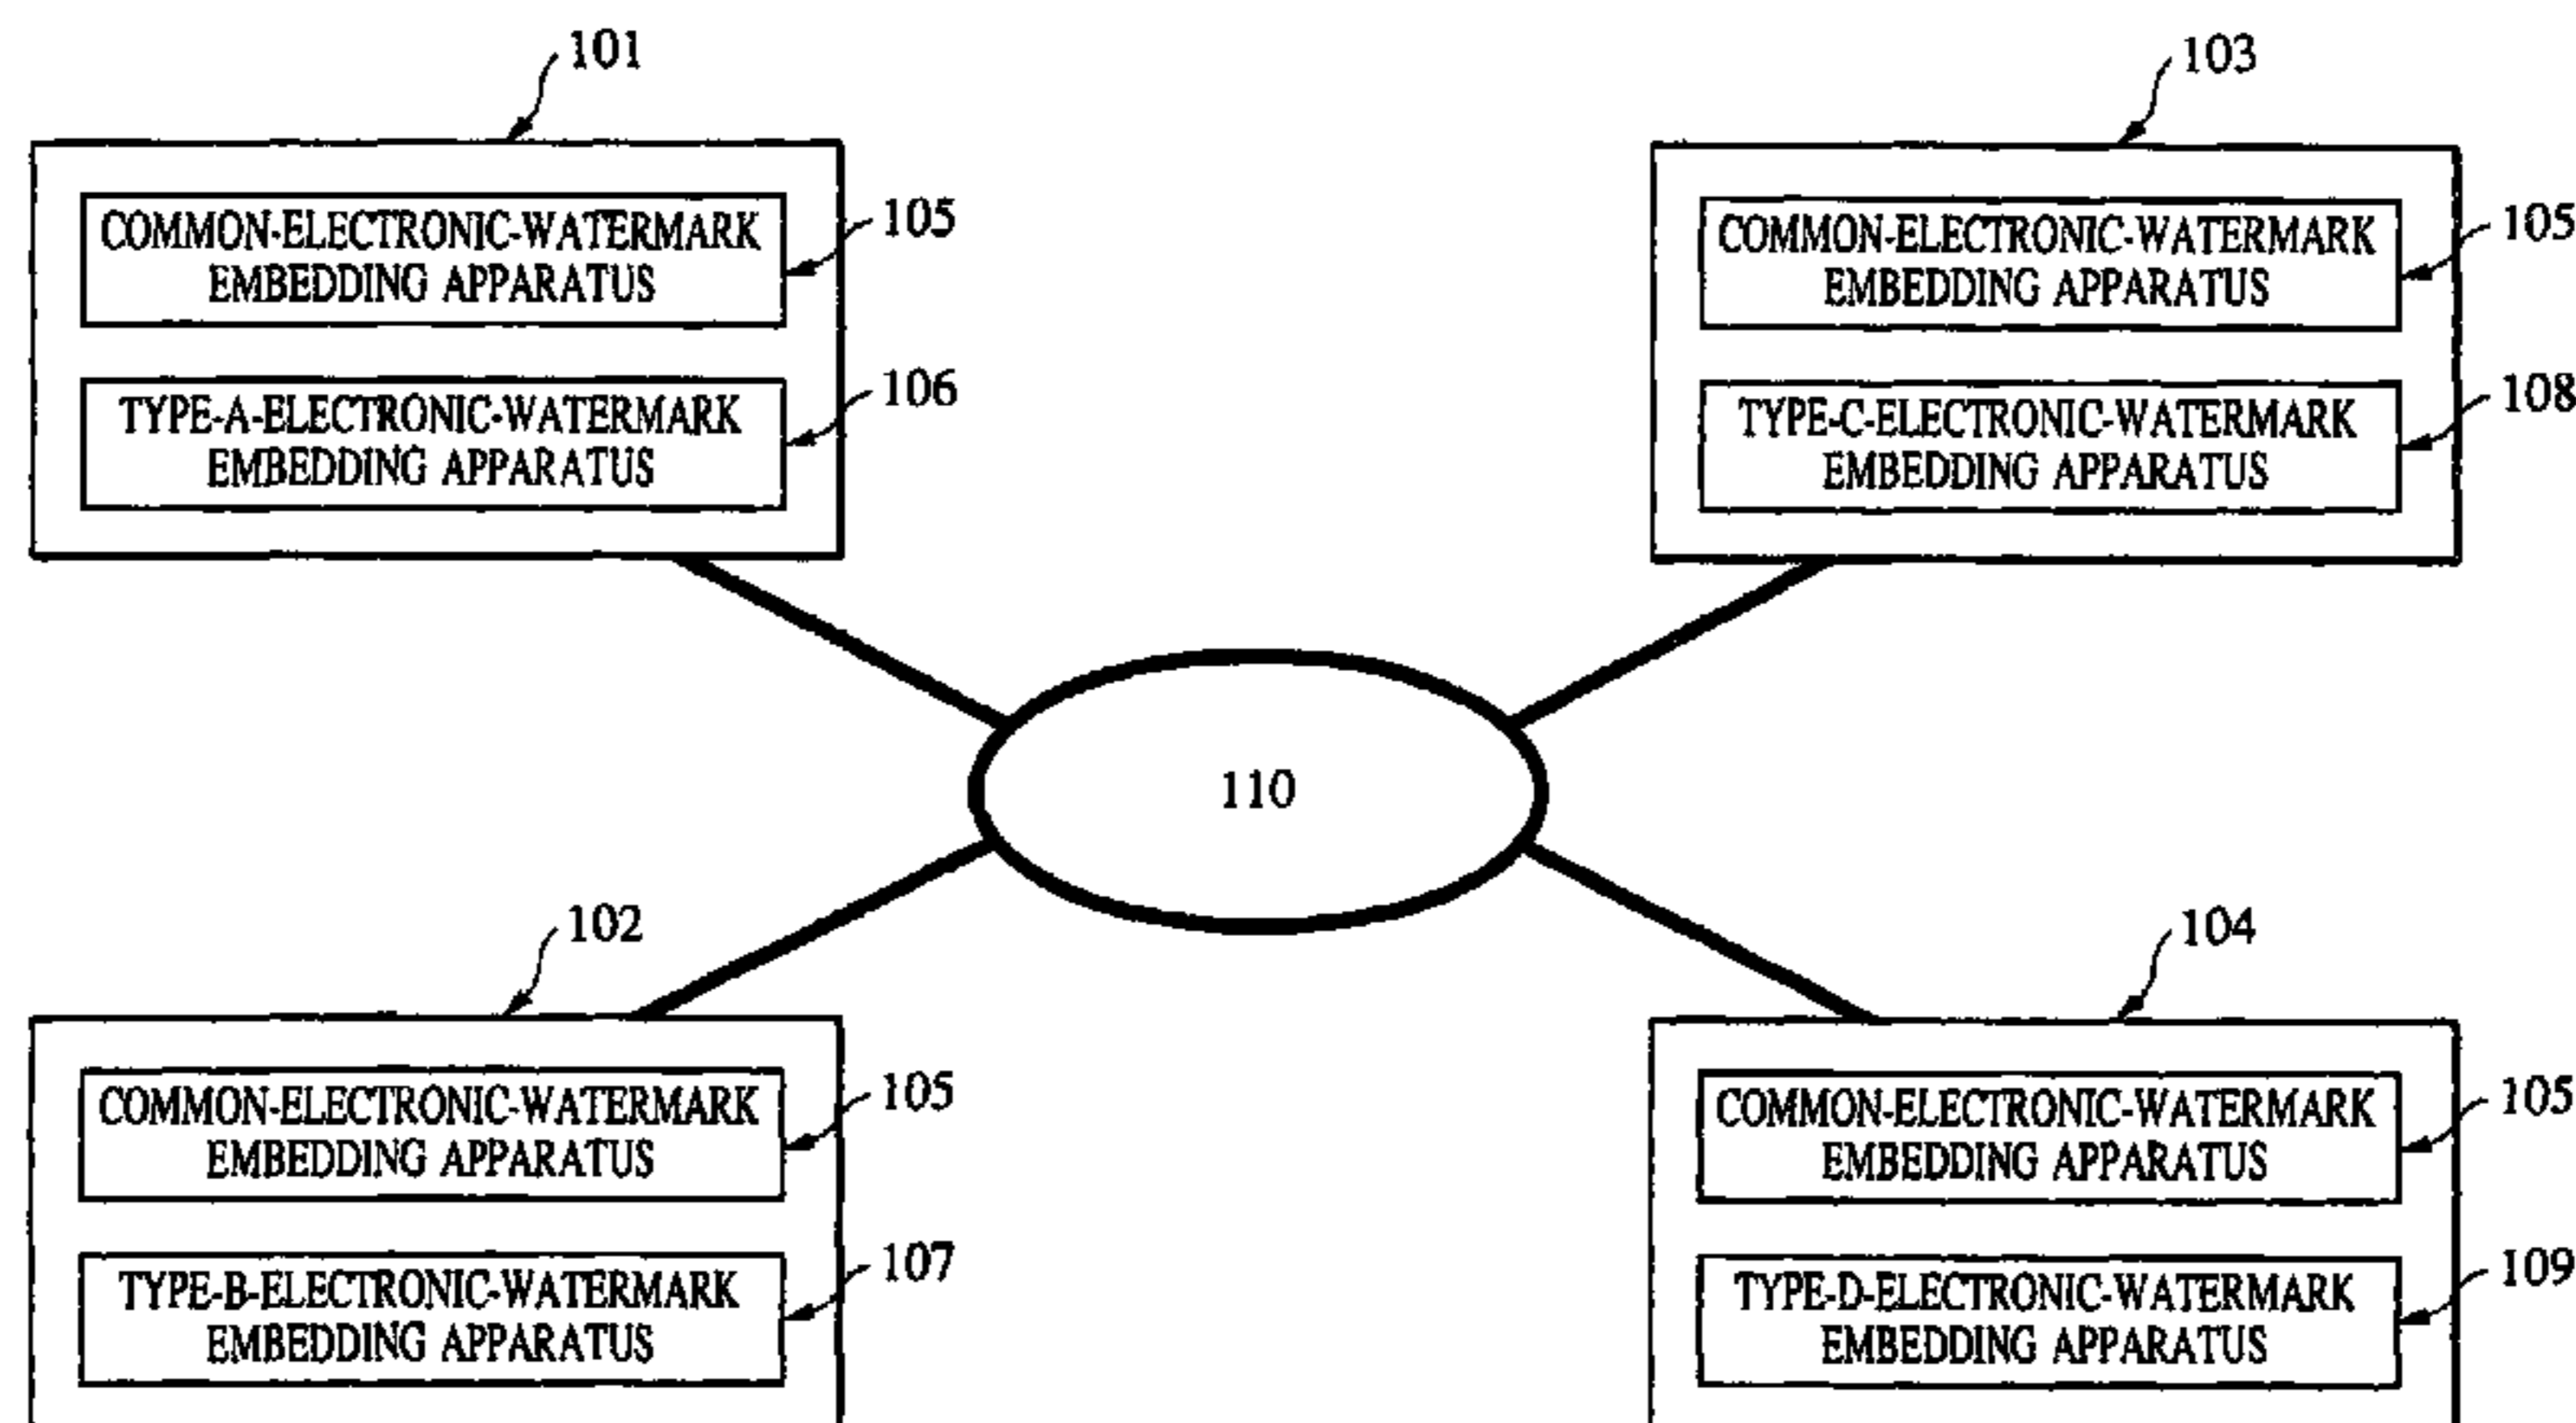 101
COMMON-ELECTRONIC-WATERMARK
EMBEDDING APPARATUS
105
TYPE-A-ELECTRONIC-WATERMARK
EMBEDDING APPARATUS
106
103
COMMON-ELECTRONIC-WATERMARK
EMBEDDING APPARATUS
105
TYPE-C-ELECTRONIC-WATERMARK
EMBEDDING APPARATUS
108
110
102
COMMON-ELECTRONIC-WATERMARK
EMBEDDING APPARATUS
105
TYPE-B-ELECTRONIC-WATERMARK
EMBEDDING APPARATUS
107
104
COMMON-ELECTRONIC-WATERMARK
EMBEDDING APPARATUS
105
TYPE-D-ELECTRONIC-WATERMARK
EMBEDDING APPARATUS
109